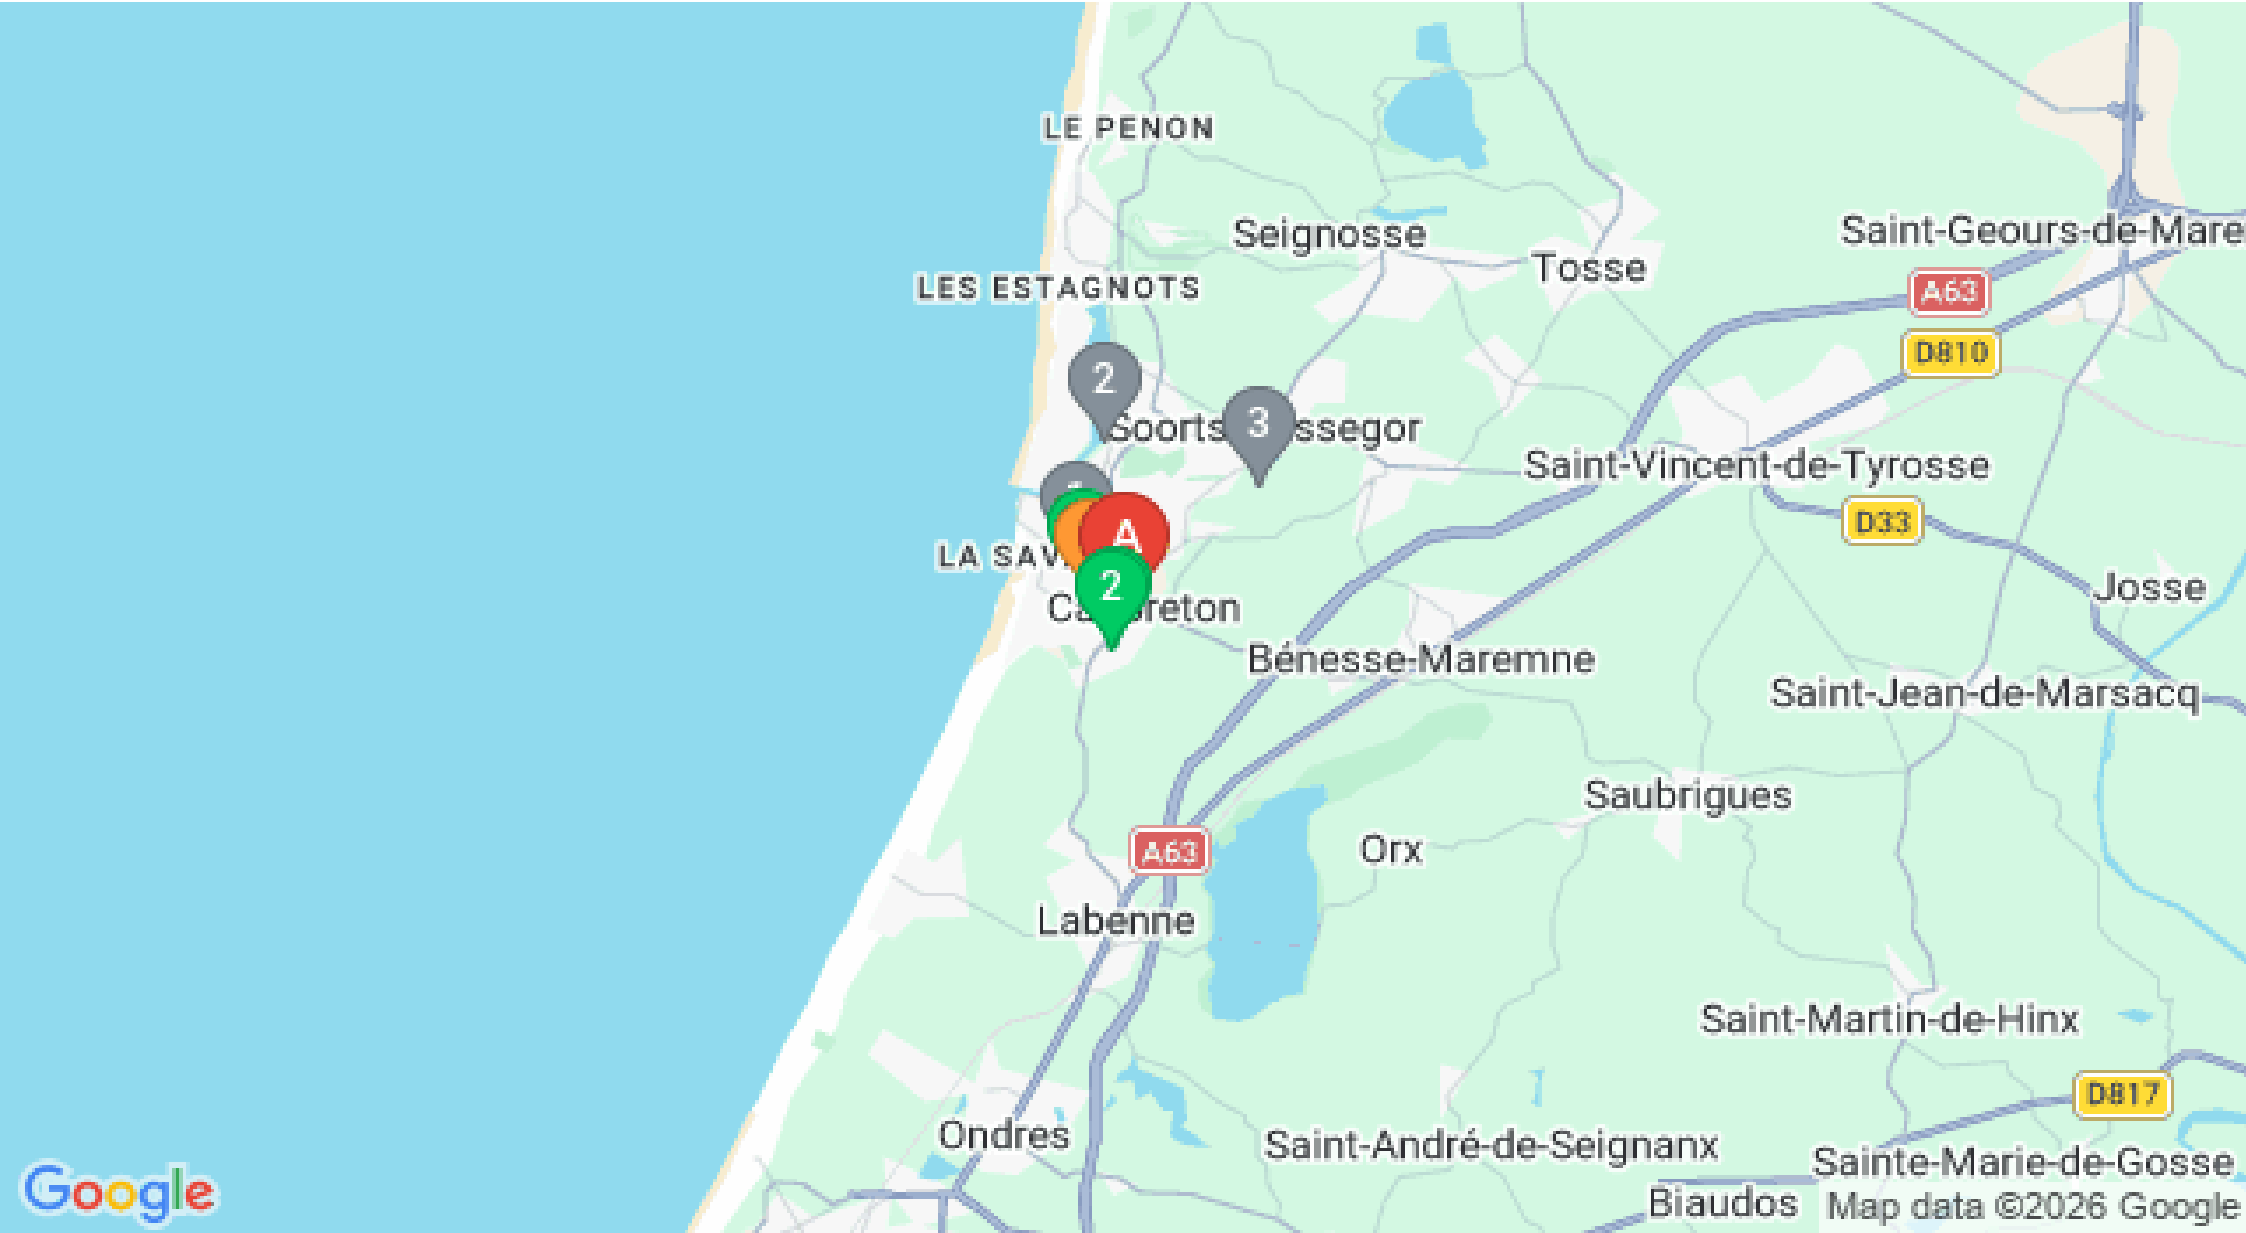 LE PENON
Seignosse
Tosse
Saint-Geours-de-Mare
LES ESTAGNOTS
A63
D810
2
3
Soorts
ssegor
Saint-Vincent-de-Tyrosse
A
D33
LA SAV
2
Josse
Bénesse-Maremne
Saint-Jean-de-Marsacq
Saubrigues
A63
Orx
Labenne
Saint-Martin-de-Hinx
D817
Ondres
Saint-André-de-Seignanx
Sainte-Marie-de-Gosse
Google
Biaudos
Map data ©2026 Google